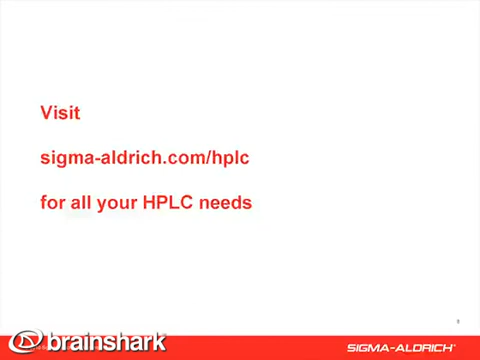 Visit
sigma-aldrich.com/hplc
for all your HPLC needs
brainshark
SIGMA-ALDRICH